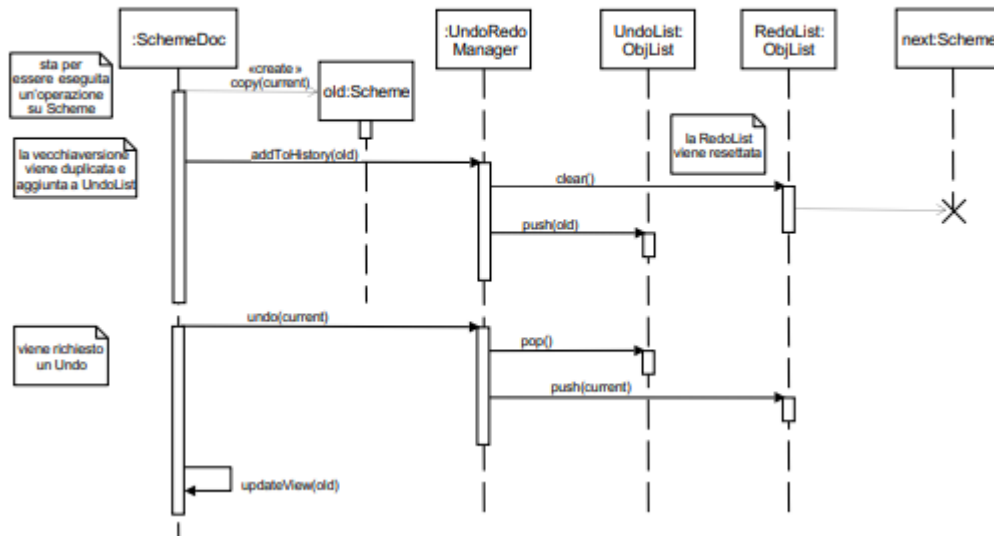 :SchemeDoc
:UndoRedo
Manager
UndoList:
ObjList
RedoList:
ObjList
next:Scheme
sta per
essere eseguita
un'operazione
su Scheme
«create »
copy(current)
old:Scheme
la vecchiaversione
viene duplicata e
aggiunta a UndoList
addToHistory(old)
la RedoList
viene resettata
clear()
push(old)
viene richiesto
un Undo
undo(current)
pop()
push(current)
updateView(old)